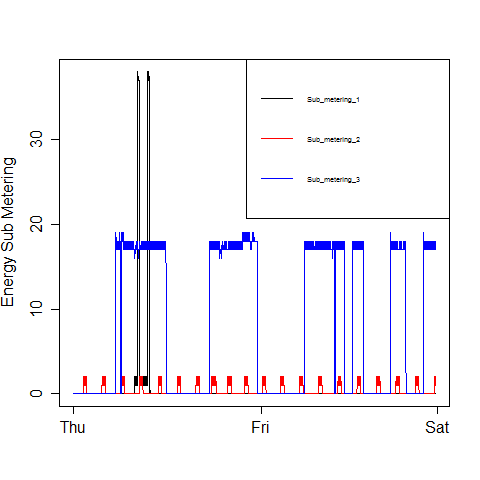 Energy Sub Metering
30
20
10
0
Sub_metering_1
Sub_metering_2
Sub_metering_3
Thu Fri Sat